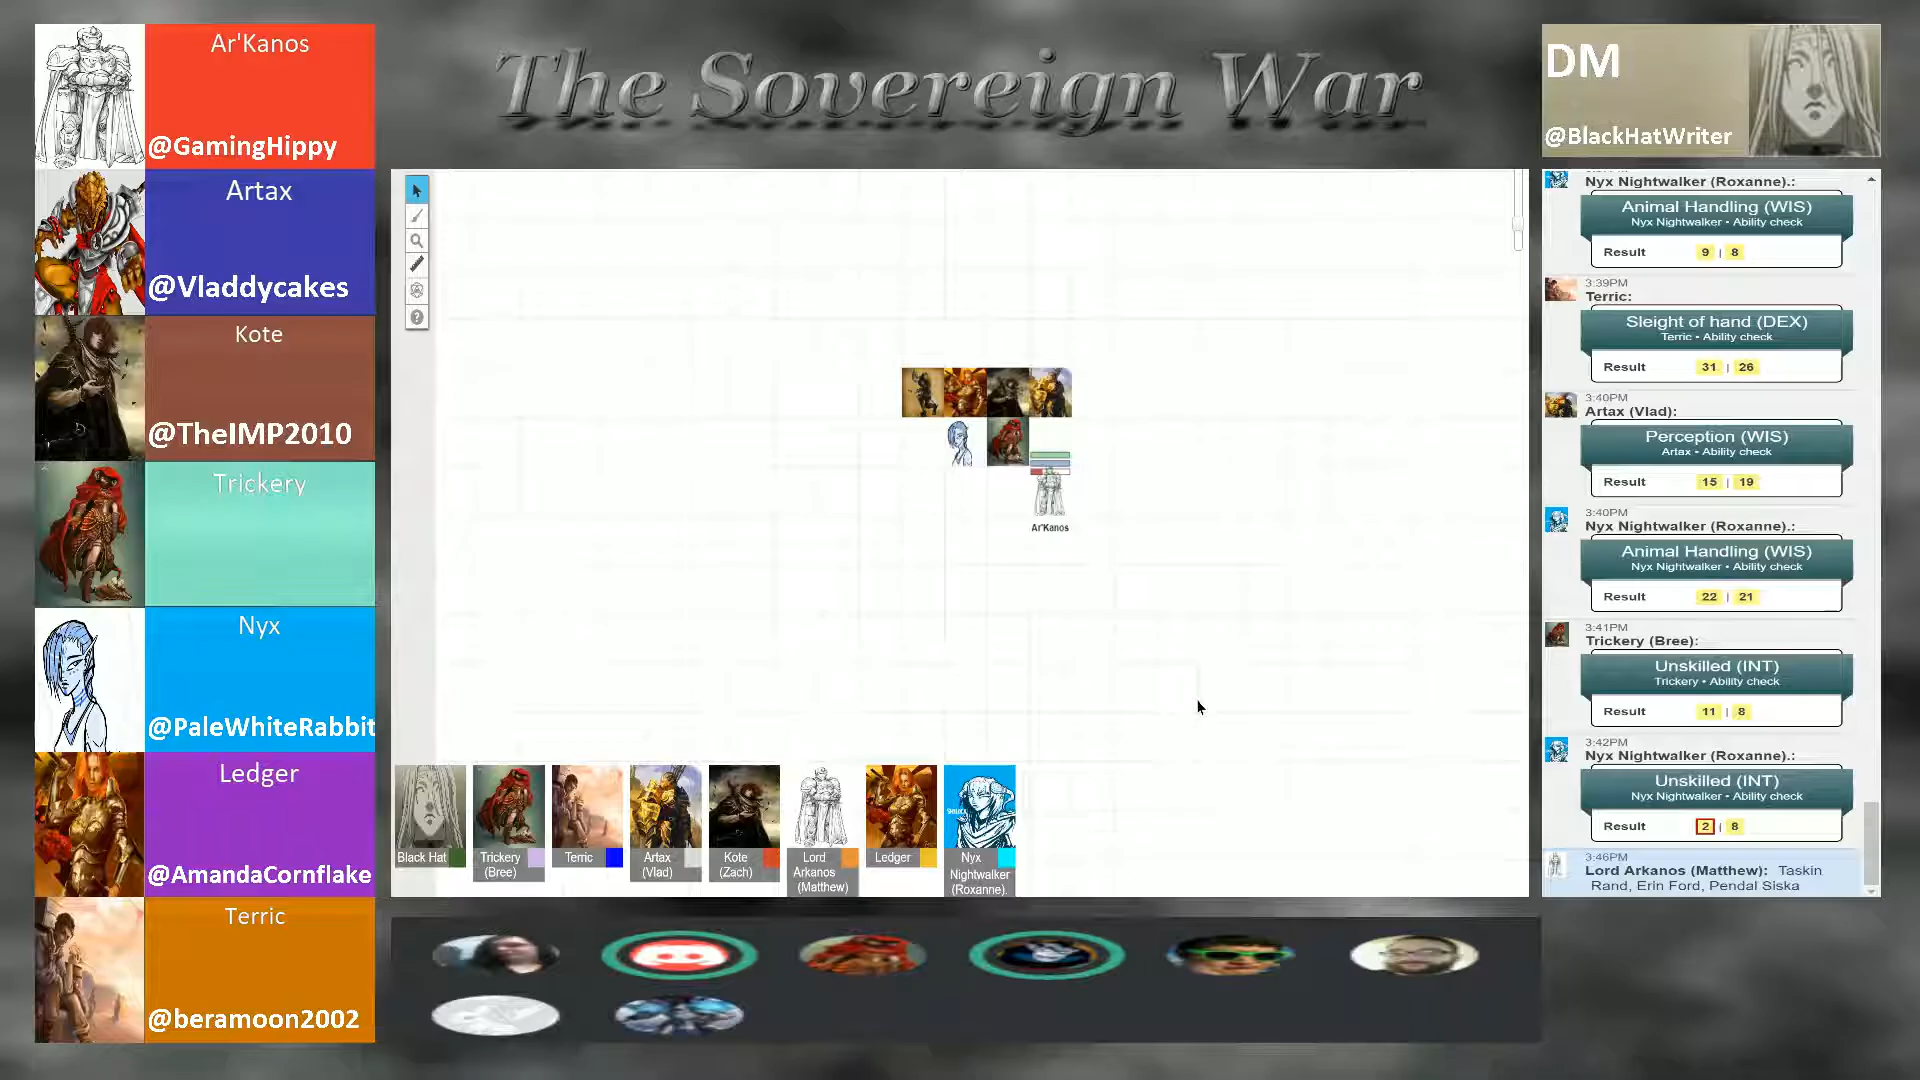 Ar'Kanos
@GamingHippy
Artax
@Vladdycakes
Kote
@TheIMP2010
Trickery
Nyx
@PaleWhiteRabbit
Ledger
@AmandaCornflake
Terric
@beramoon2002
The Sovereign War
Ar'Kanos
Black Hat
Trickery
(Bree)
Terric
Artax
(Vlad)
Kote
(Zach)
Lord
Arkanos
(Matthew)
Ledger
Nyx
Nightwalker
(Roxanne).
DM
@BlackHatWriter
Nyx Nightwalker (Roxanne).:
Animal Handling (WIS)
Nyx Nightwalker • Ability check
Result 9 | 8
3:39PM
Terric:
Sleight of hand (DEX)
Terric • Ability check
Result 31 | 26
3:40PM
Artax (Vlad):
Perception (WIS)
Artax • Ability check
Result 15 | 19
3:40PM
Nyx Nightwalker (Roxanne).:
Animal Handling (WIS)
Nyx Nightwalker • Ability check
Result 22 | 21
3:41PM
Trickery (Bree):
Unskilled (INT)
Trickery • Ability check
Result 11 | 8
3:42PM
Nyx Nightwalker (Roxanne).:
Unskilled (INT)
Nyx Nightwalker • Ability check
Result 2 | 8
3:46PM
Lord Arkanos (Matthew): Taskin
Rand, Erin Ford, Pendal Siska